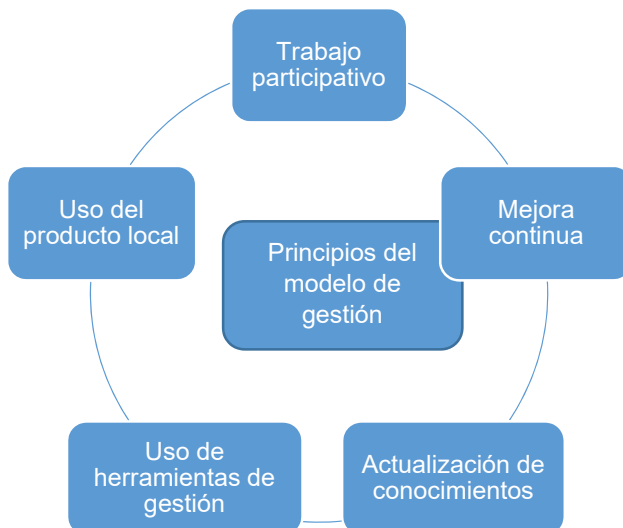 Trabajo
participativo
Uso del
producto local
Mejora
continua
Principios del
modelo de
gestión
Uso de
herramientas de
gestión
Actualización de
conocimientos